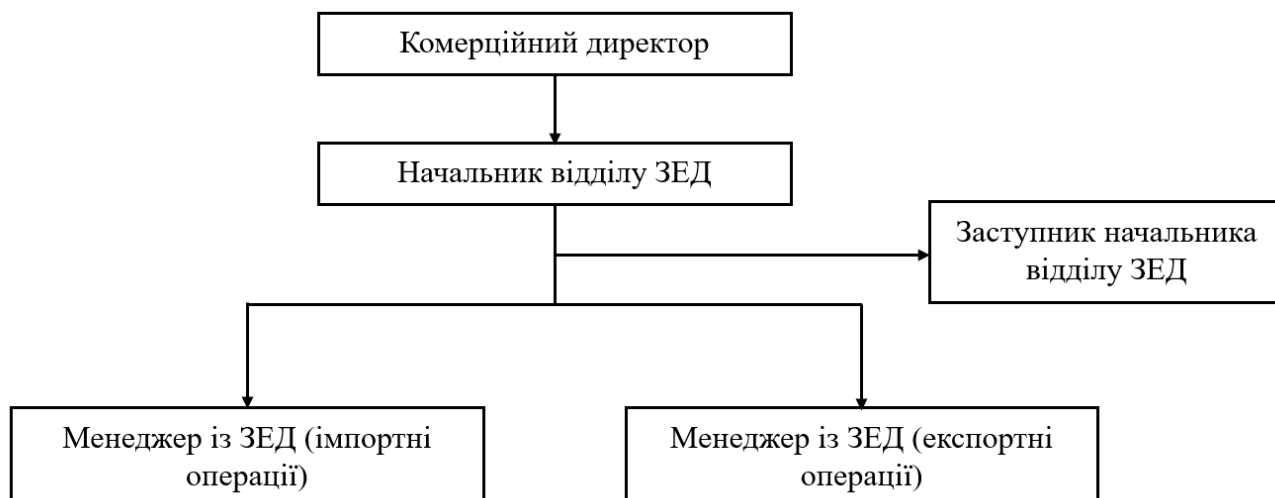 Комерційний директор
Начальник відділу ЗЕД
Заступник начальника
відділу ЗЕД
Менеджер із ЗЕД (імпортні
операції)
Менеджер із ЗЕД (експортні
операції)